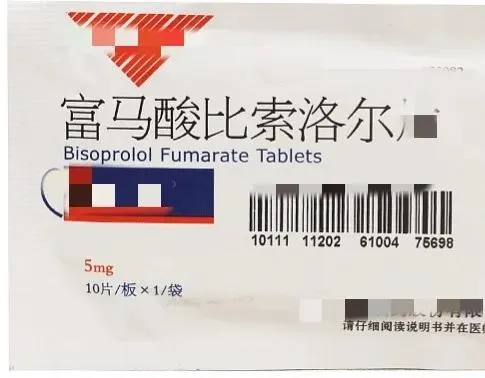 富马酸比索洛尔片
Bisoprolol Fumarate Tablets
10111 11202 61004 75698
5mg
10片/板×1/袋
请仔细阅读说明书并在医